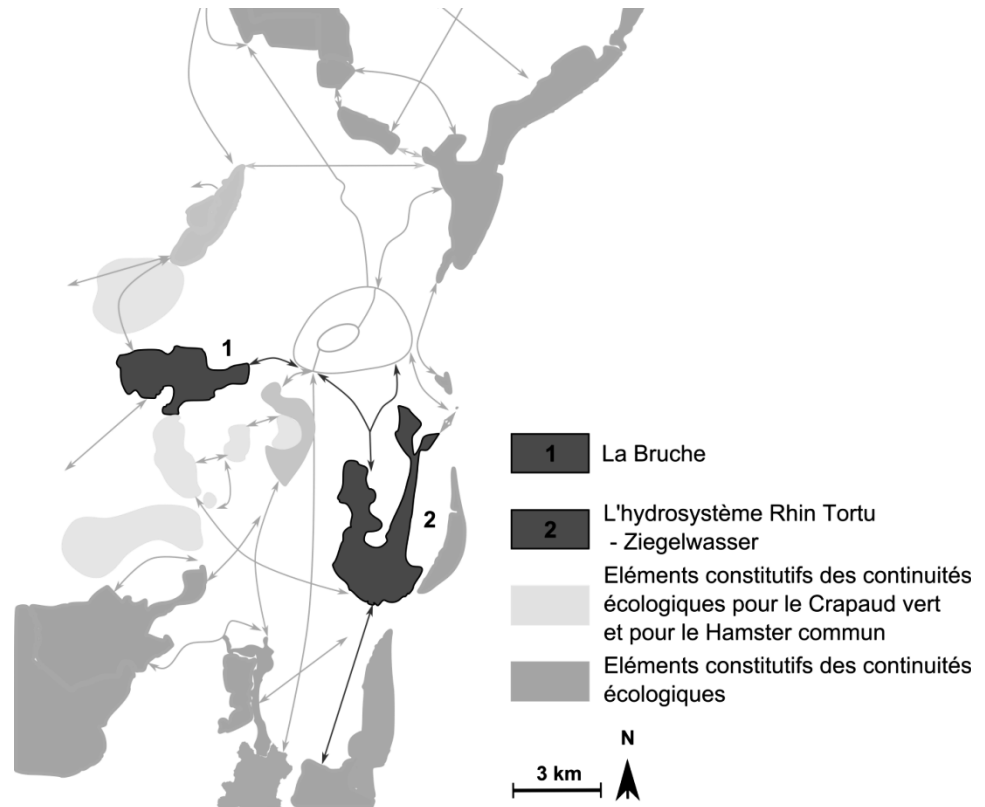 1
2
1 La Bruche
2 L'hydrosystème Rhin Tortu
- Ziegelwasser
Eléments constitutifs des continuités
écologiques pour le Crapaud vert
et pour le Hamster commun
Eléments constitutifs des continuités
écologiques
N
3 km